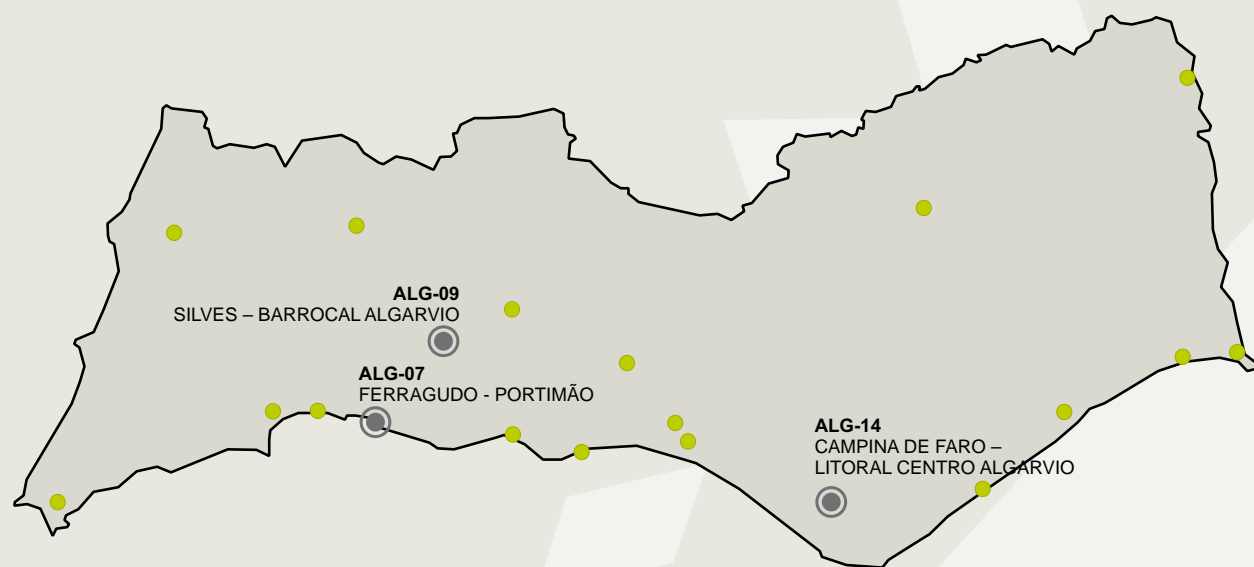 ALG-09
SILVES – BARROCAL ALGARVIO
ALG-07
FERRAGUDO - PORTIMÃO
ALG-14
CAMPINA DE FARO –
LITORAL CENTRO ALGARVIO